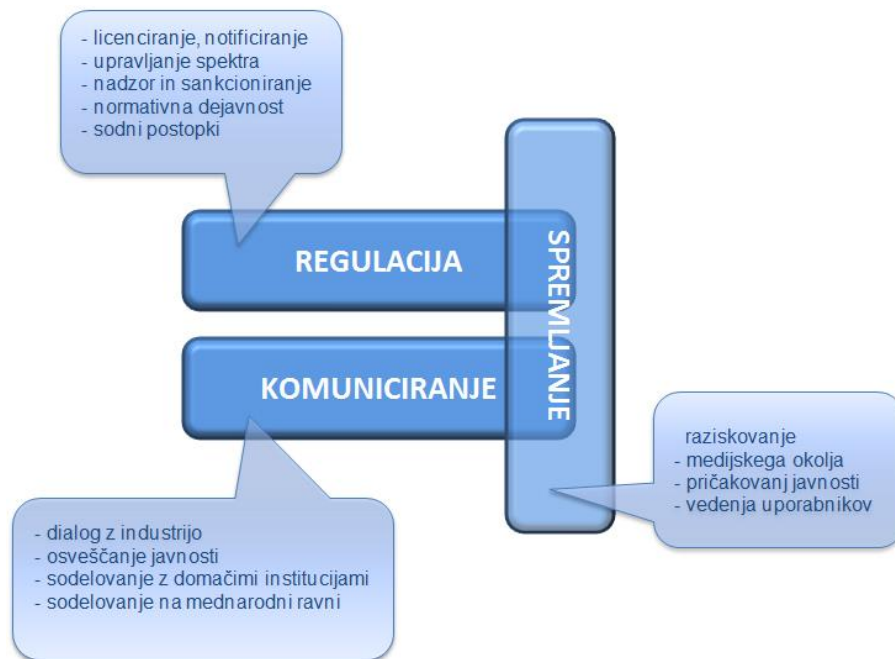 - licenciranje, notificiranje
- upravljanje spektra
- nadzor in sankcioniranje
- normativna dejavnost
- sodni postopki
REGULACIJA
SPREMLJANJE
KOMUNICIRANJE
raziskovanje
- medijskega okolja
- pričakovanj javnosti
- vedenja uporabnikov
- dialog z industrijo
- osveščanje javnosti
- sodelovanje z domačimi institucijami
- sodelovanje na mednarodni ravni